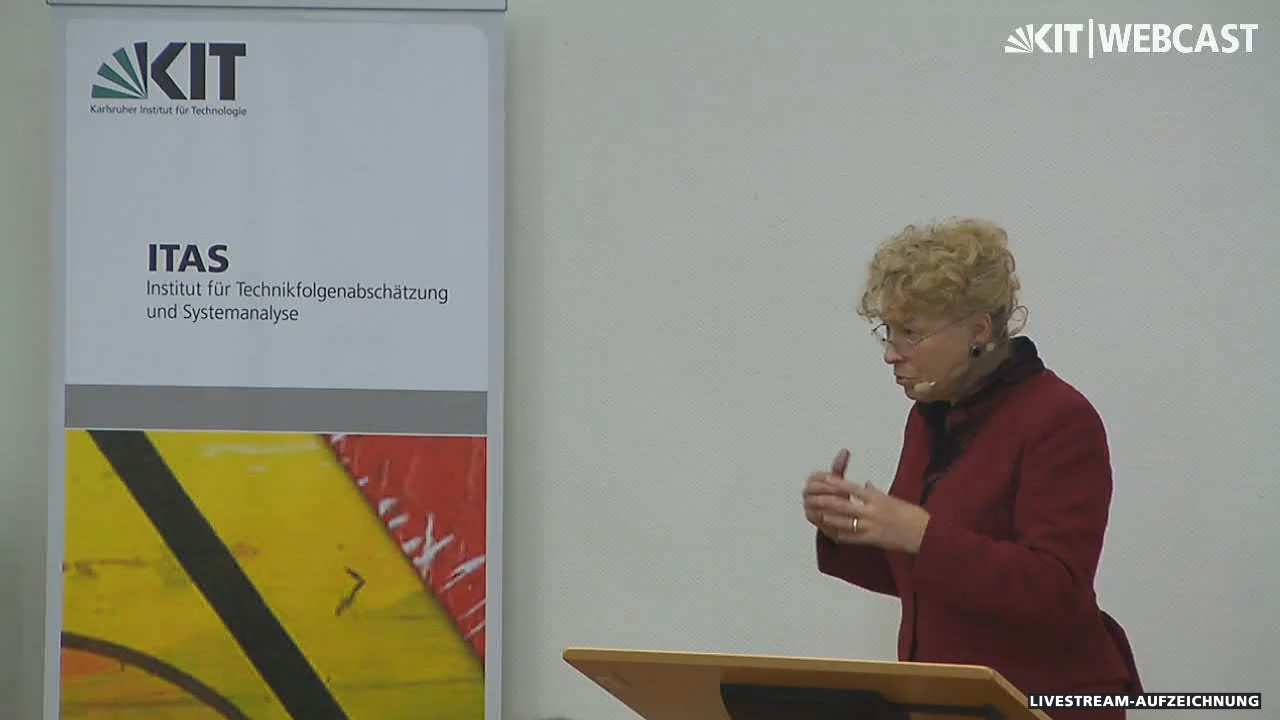 KIT
Karlsruher Institut für Technologie
ITAS
Institut für Technikfolgenabschätzung
und Systemanalyse
KIT|WEBCAST
LIVESTREAM-AUFZEICHNUNG